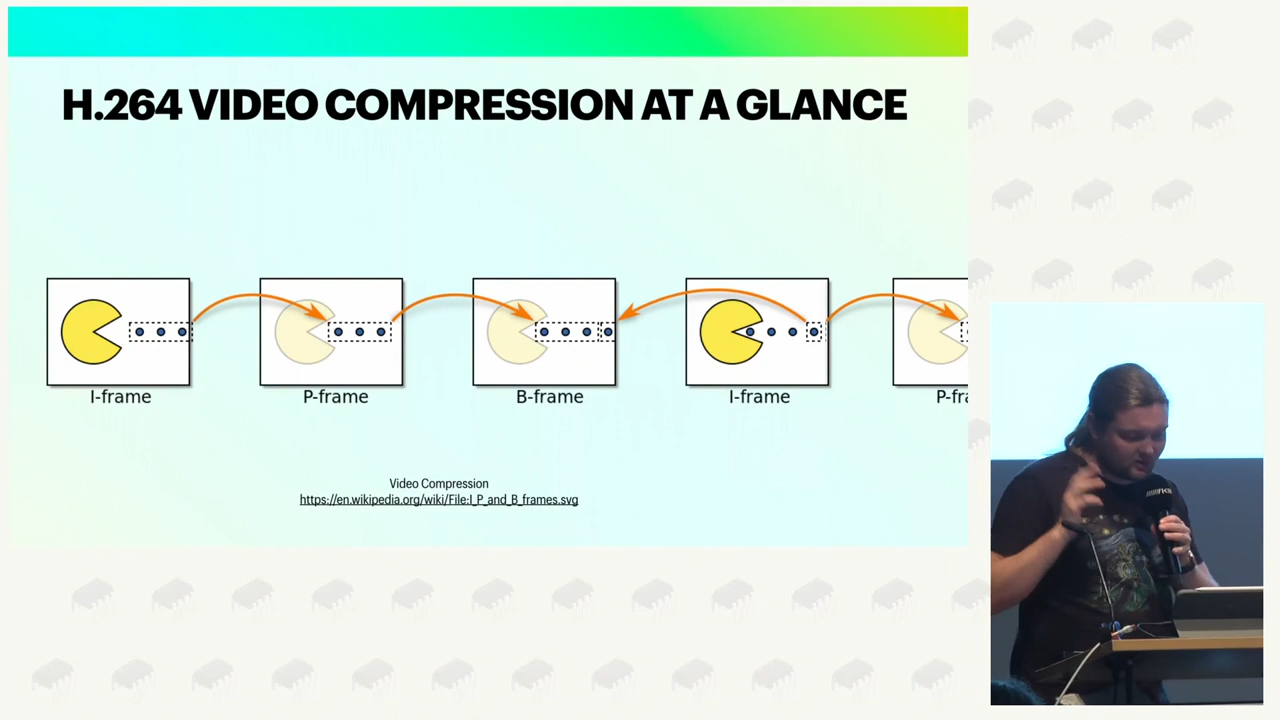 H.264 VIDEO COMPRESSION AT A GLANCE
I-frame
P-frame
B-frame
I-frame
P-fra
Video Compression
https://en.wikipedia.org/wiki/File:I_P_and_B_frames.svg